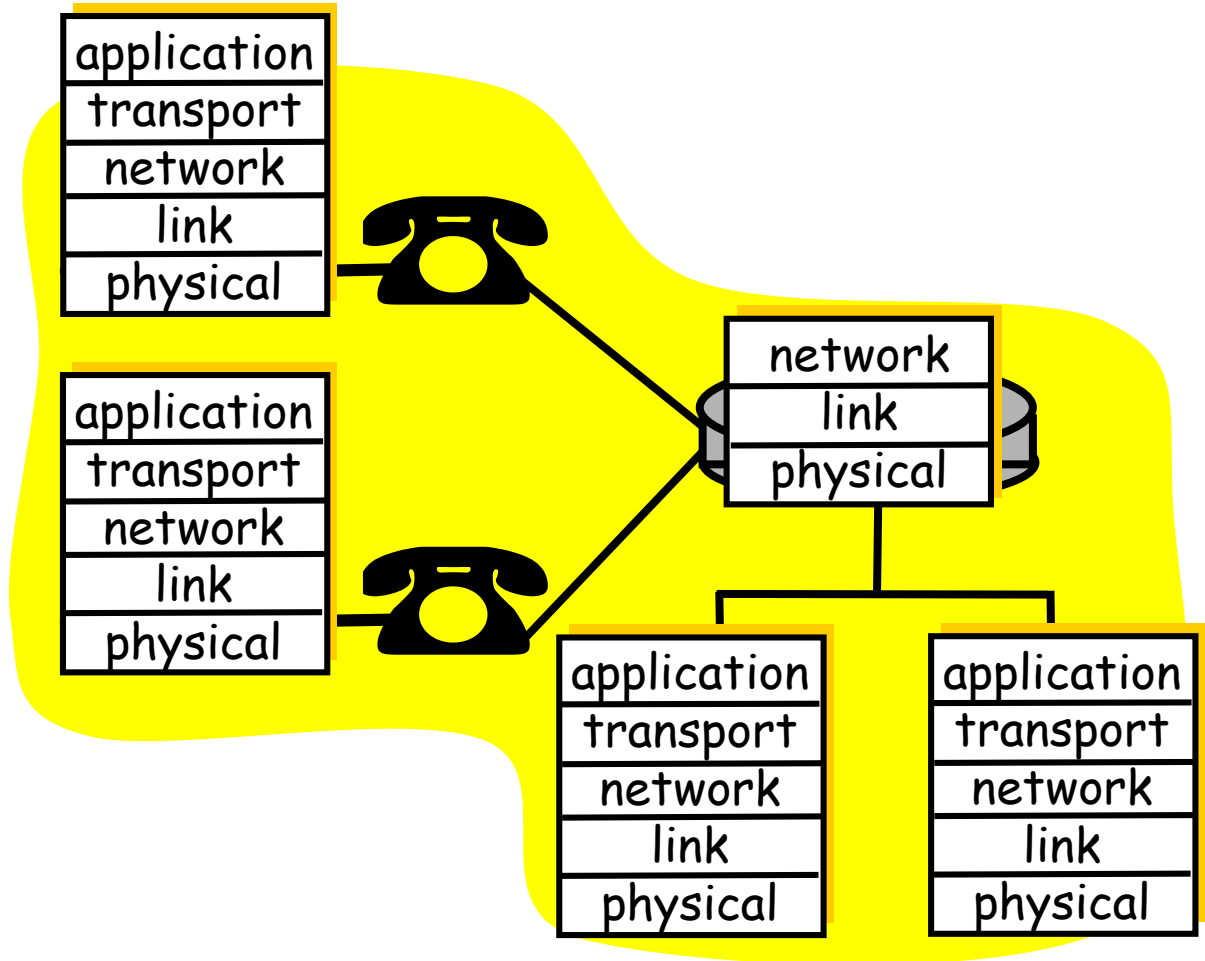 application
transport
network
link
physical
application
transport
network
link
physical
network
link
physical
application
transport
network
link
physical
application
transport
network
link
physical